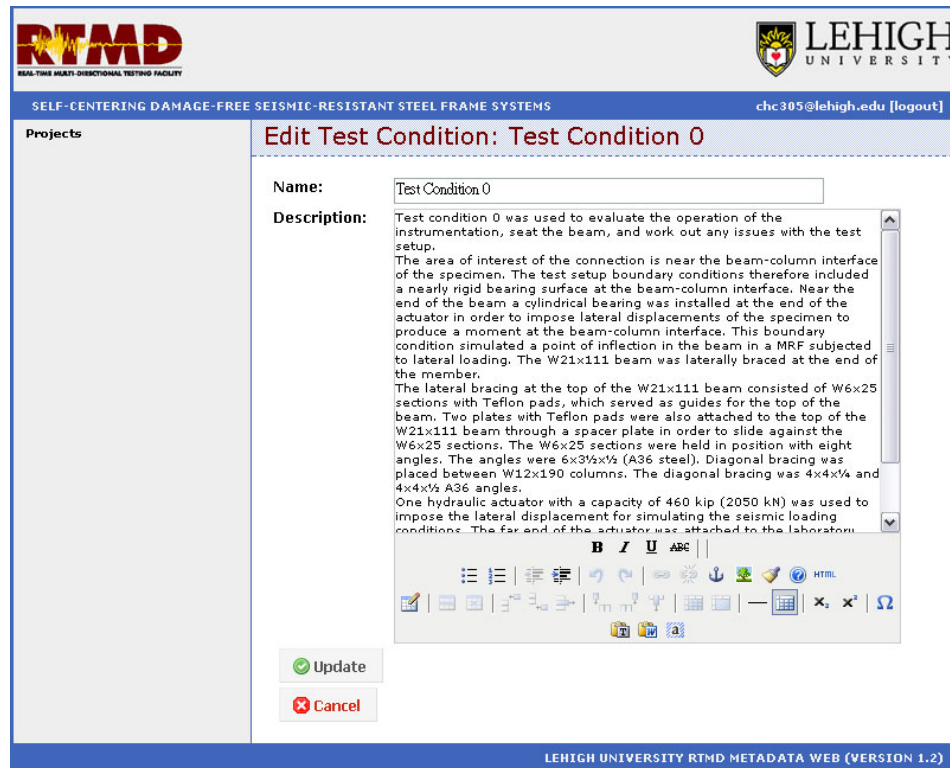 RTMD
REAL-TIME MULTI-DIRECTIONAL TESTING FACILITY
LEHIGH
UNIVERSITY
SELF-CENTERING DAMAGE-FREE SEISMIC-RESISTANT STEEL FRAME SYSTEMS
chc305@lehigh.edu [logout]
Projects
Edit Test Condition: Test Condition 0
Name:
Test Condition 0
Description:
Test condition 0 was used to evaluate the operation of the
instrumentation, seat the beam, and work out any issues with the test
setup.
The area of interest of the connection is near the beam-column interface
of the specimen. The test setup boundary conditions therefore included
a nearly rigid bearing surface at the beam-column interface. Near the
end of the beam a cylindrical bearing was installed at the end of the
actuator in order to impose lateral displacements of the specimen to
produce a moment at the beam-column interface. This boundary
condition simulated a point of inflection in the beam in a MRF subjected
to lateral loading. The W21x111 beam was laterally braced at the end of
the member.
The lateral bracing at the top of the W21x111 beam consisted of W6x25
sections with Teflon pads, which served as guides for the top of the
beam. Two plates with Teflon pads were also attached to the top of the
W21x111 beam through a spacer plate in order to slide against the
W6x25 sections. The W6x25 sections were held in position with eight
angles. The angles were 6x3½x½ (A36 steel). Diagonal bracing was
placed between W12x190 columns. The diagonal bracing was 4x4x¼ and
4x4x½ A36 angles.
One hydraulic actuator with a capacity of 460 kip (2050 kN) was used to
impose the lateral displacement for simulating the seismic loading
conditions. The far end of the actuator was attached to the laboratory
B I U ABC
HTML
x₂ x² Ω
T W a
Update
Cancel
LEHIGH UNIVERSITY RTMD METADATA WEB (VERSION 1.2)